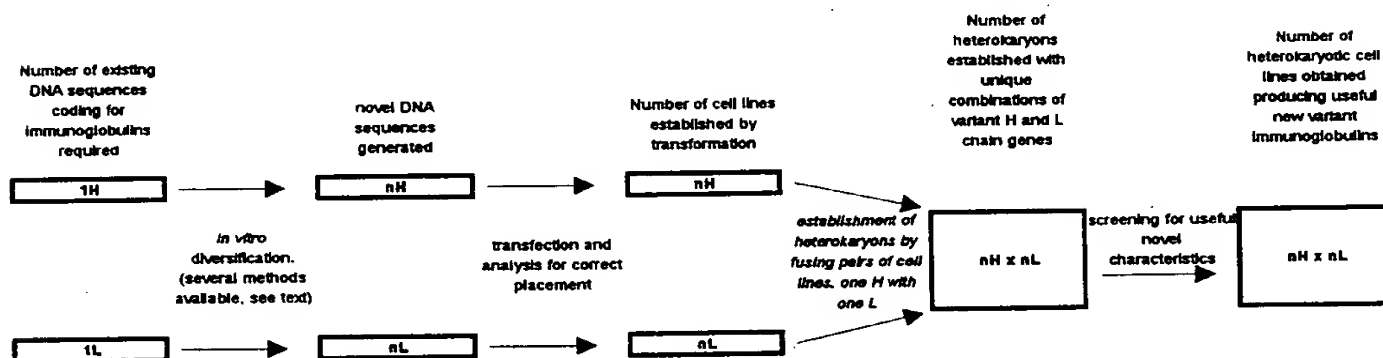 Number of existing
DNA sequences
coding for
immunoglobulins
required
1H
novel DNA
sequences
generated
nH
Number of cell lines
established by
transformation
nH
Number of
heterokaryons
established with
unique
combinations of
variant H and L
chain genes
Number of
heterokaryotic cell
lines obtained
producing useful
new variant
immunoglobulins
in vitro
diversification.
(several methods
available, see text)
transfection and
analysis for correct
placement
establishment of
heterokaryons by
fusing pairs of cell
lines, one H with
one L
nH x nL
screening for useful
novel
characteristics
nH x nL
1L
nL
nL